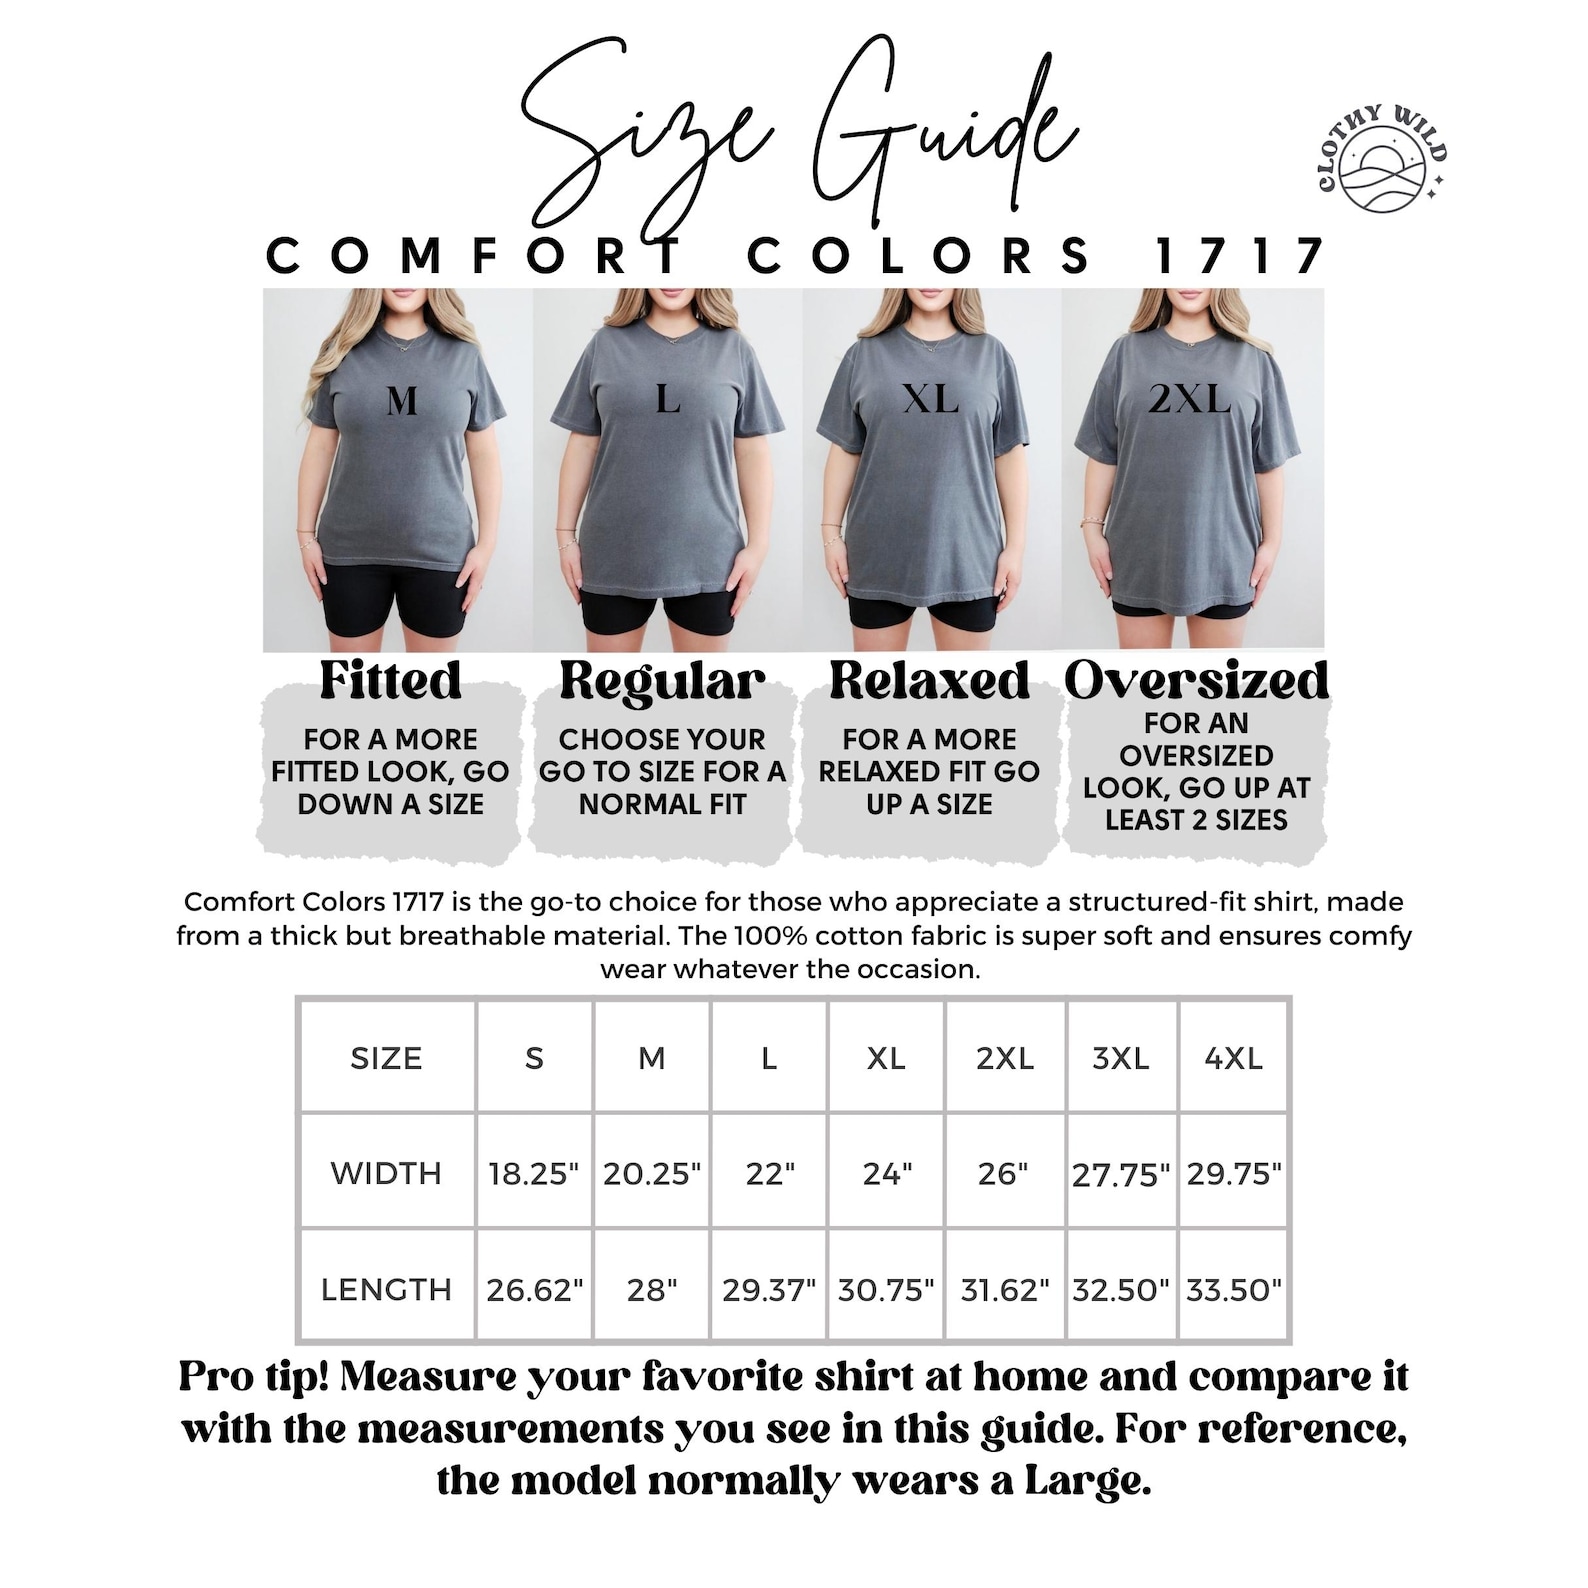 Size Guide
CLOTHY WILD
COMFORT COLORS 1717
M
L
XL
2XL
Fitted
FOR A MORE
FITTED LOOK, GO
DOWN A SIZE
Regular
CHOOSE YOUR
GO TO SIZE FOR A
NORMAL FIT
Relaxed
FOR A MORE
RELAXED FIT GO
UP A SIZE
Oversized
FOR AN
OVERSIZED
LOOK, GO UP AT
LEAST 2 SIZES
Comfort Colors 1717 is the go-to choice for those who appreciate a structured-fit shirt, made
from a thick but breathable material. The 100% cotton fabric is super soft and ensures comfy
wear whatever the occasion.
SIZE S M L XL 2XL 3XL 4XL
WIDTH 18.25" 20.25" 22" 24" 26" 27.75" 29.75"
LENGTH 26.62" 28" 29.37" 30.75" 31.62" 32.50" 33.50"
Pro tip! Measure your favorite shirt at home and compare it
with the measurements you see in this guide. For reference,
the model normally wears a Large.